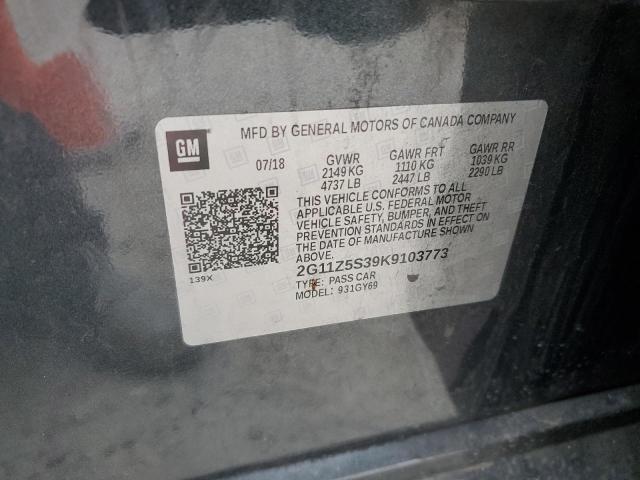 GM
MFD BY GENERAL MOTORS OF CANADA COMPANY
07/18 GVWR GAWR FRT GAWR RR
2149 KG 1110 KG 1039 KG
4737 LB 2447 LB 2290 LB
THIS VEHICLE CONFORMS TO ALL
APPLICABLE U.S. FEDERAL MOTOR
VEHICLE SAFETY, BUMPER, AND THEFT
PREVENTION STANDARDS IN EFFECT ON
DATE OF MANUFACTURE SHOWN
ABOVE.
2G11Z5S39K9103773
139X
TYPE: PASS CAR
MODEL: 931GY69